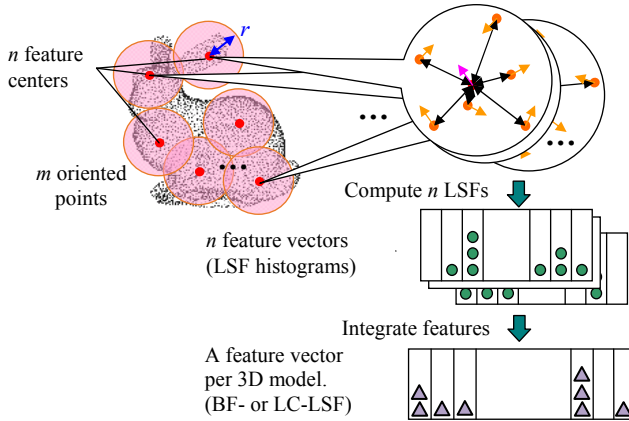 n feature
centers
r
m oriented
points
Compute n LSFs
n feature vectors
(LSF histograms)
Integrate features
A feature vector
per 3D model.
(BF- or LC-LSF)